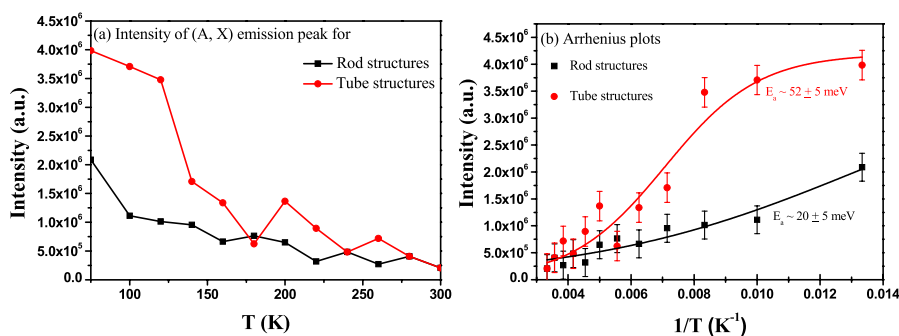 (a) Intensity of (A, X) emission peak for
Rod structures
Tube structures
4.5x10⁶
4.0x10⁶
3.5x10⁶
3.0x10⁶
2.5x10⁶
2.0x10⁶
1.5x10⁶
1.0x10⁶
5.0x10⁵
0.0
Intensity (a.u.)
100 150 200 250 300
T (K)
(b) Arrhenius plots
Rod structures
Tube structures
Eₐ ~ 52 ± 5 meV
Eₐ ~ 20 ± 5 meV
4.5x10⁶
4.0x10⁶
3.5x10⁶
3.0x10⁶
2.5x10⁶
2.0x10⁶
1.5x10⁶
1.0x10⁶
5.0x10⁵
0.0
Intensity (a.u.)
0.004 0.006 0.008 0.010 0.012 0.014
1/T (K⁻¹)